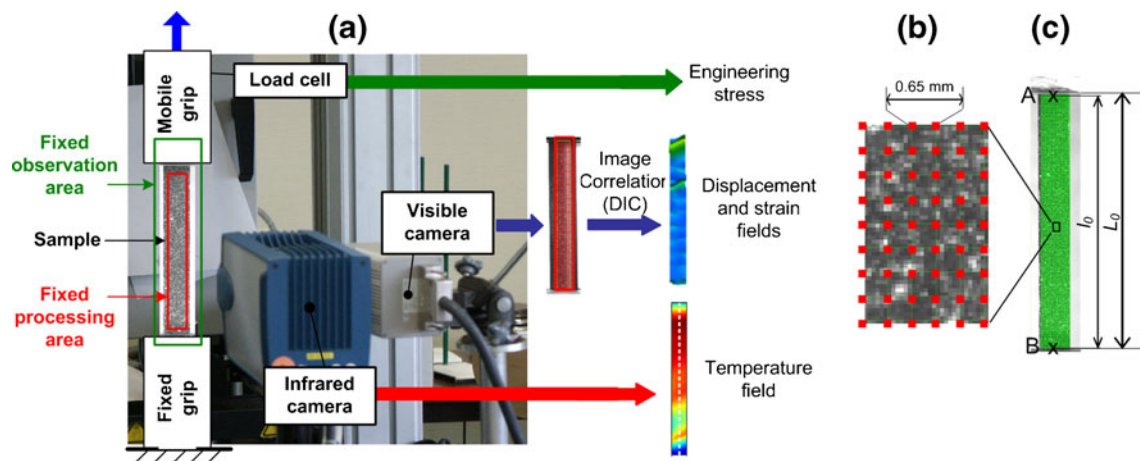 (a)
(b)
(c)
Mobile
grip
Load cell
Engineering
stress
0.65 mm
A
Fixed
observation
area
Image
Correlation
(DIC)
Displacement
and strain
fields
Visible
camera
Sample
l0
L0
Fixed
processing
area
B
Fixed
grip
Infrared
camera
Temperature
field